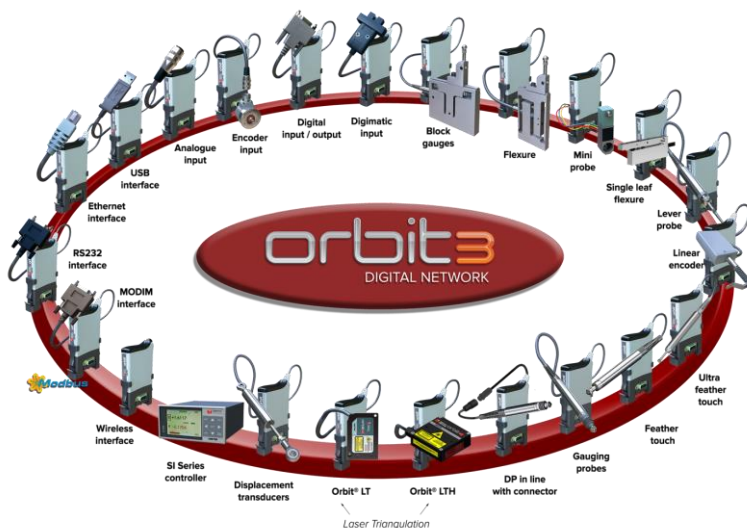 Digital
input / output
Digimatic
input
Encoder
input
Block
gauges
Analogue
input
Flexure
Mini
probe
USB
interface
Single leaf
flexure
Ethernet
interface
Lever
probe
orbit3
DIGITAL NETWORK
RS232
interface
Linear
encoder
MODIM
interface
Modbus
Ultra
feather
touch
Wireless
interface
Feather
touch
SI Series
controller
Gauging
probes
Displacement
transducers
Orbit® LT
Orbit® LTH
DP in line
with connector
Laser Triangulation